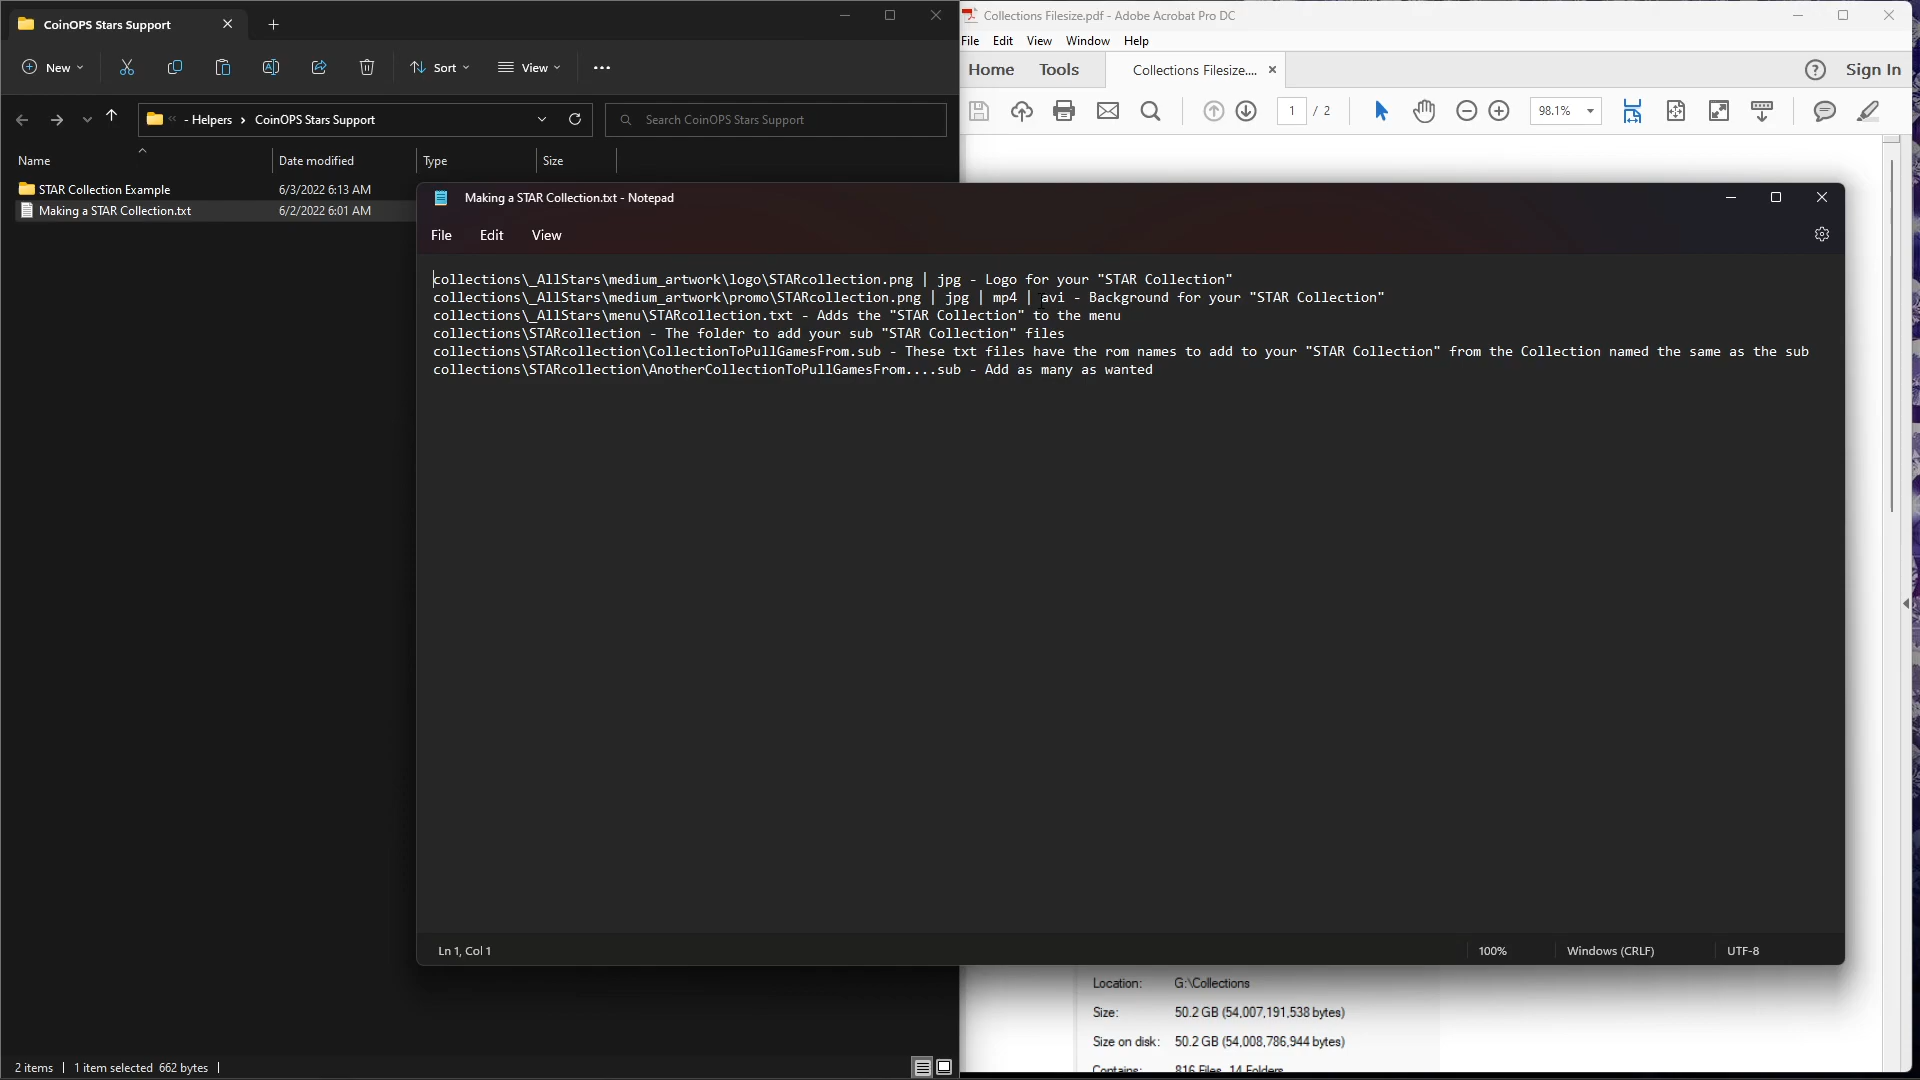 CoinOPS Stars Support
New
Sort
View
- Helpers > CoinOPS Stars Support
Search CoinOPS Stars Support
Name
Date modified
Type
Size
STAR Collection Example
6/3/2022 6:13 AM
Making a STAR Collection.txt
6/2/2022 6:01 AM
2 items
1 item selected 662 bytes
Collections Filesize.pdf - Adobe Acrobat Pro DC
File Edit View Window Help
Home Tools
Collections Filesize....
Sign In
1 / 2
98.1%
Making a STAR Collection.txt - Notepad
File Edit View
collections\_AllStars\medium_artwork\logo\STARcollection.png | jpg - Logo for your "STAR Collection"
collections\_AllStars\medium_artwork\promo\STARcollection.png | jpg | mp4 | avi - Background for your "STAR Collection"
collections\_AllStars\menu\STARcollection.txt - Adds the "STAR Collection" to the menu
collections\STARcollection - The folder to add your sub "STAR Collection" files
collections\STARcollection\CollectionToPullGamesFrom.sub - These txt files have the rom names to add to your "STAR Collection" from the Collection named the same as the sub
collections\STARcollection\AnotherCollectionToPullGamesFrom....sub - Add as many as wanted
Ln 1, Col 1
100%
Windows (CRLF)
UTF-8
Location: G:\Collections
Size: 50.2 GB (54,007,191,538 bytes)
Size on disk: 50.2 GB (54,008,786,944 bytes)
Contains: 816 Files, 14 Folders